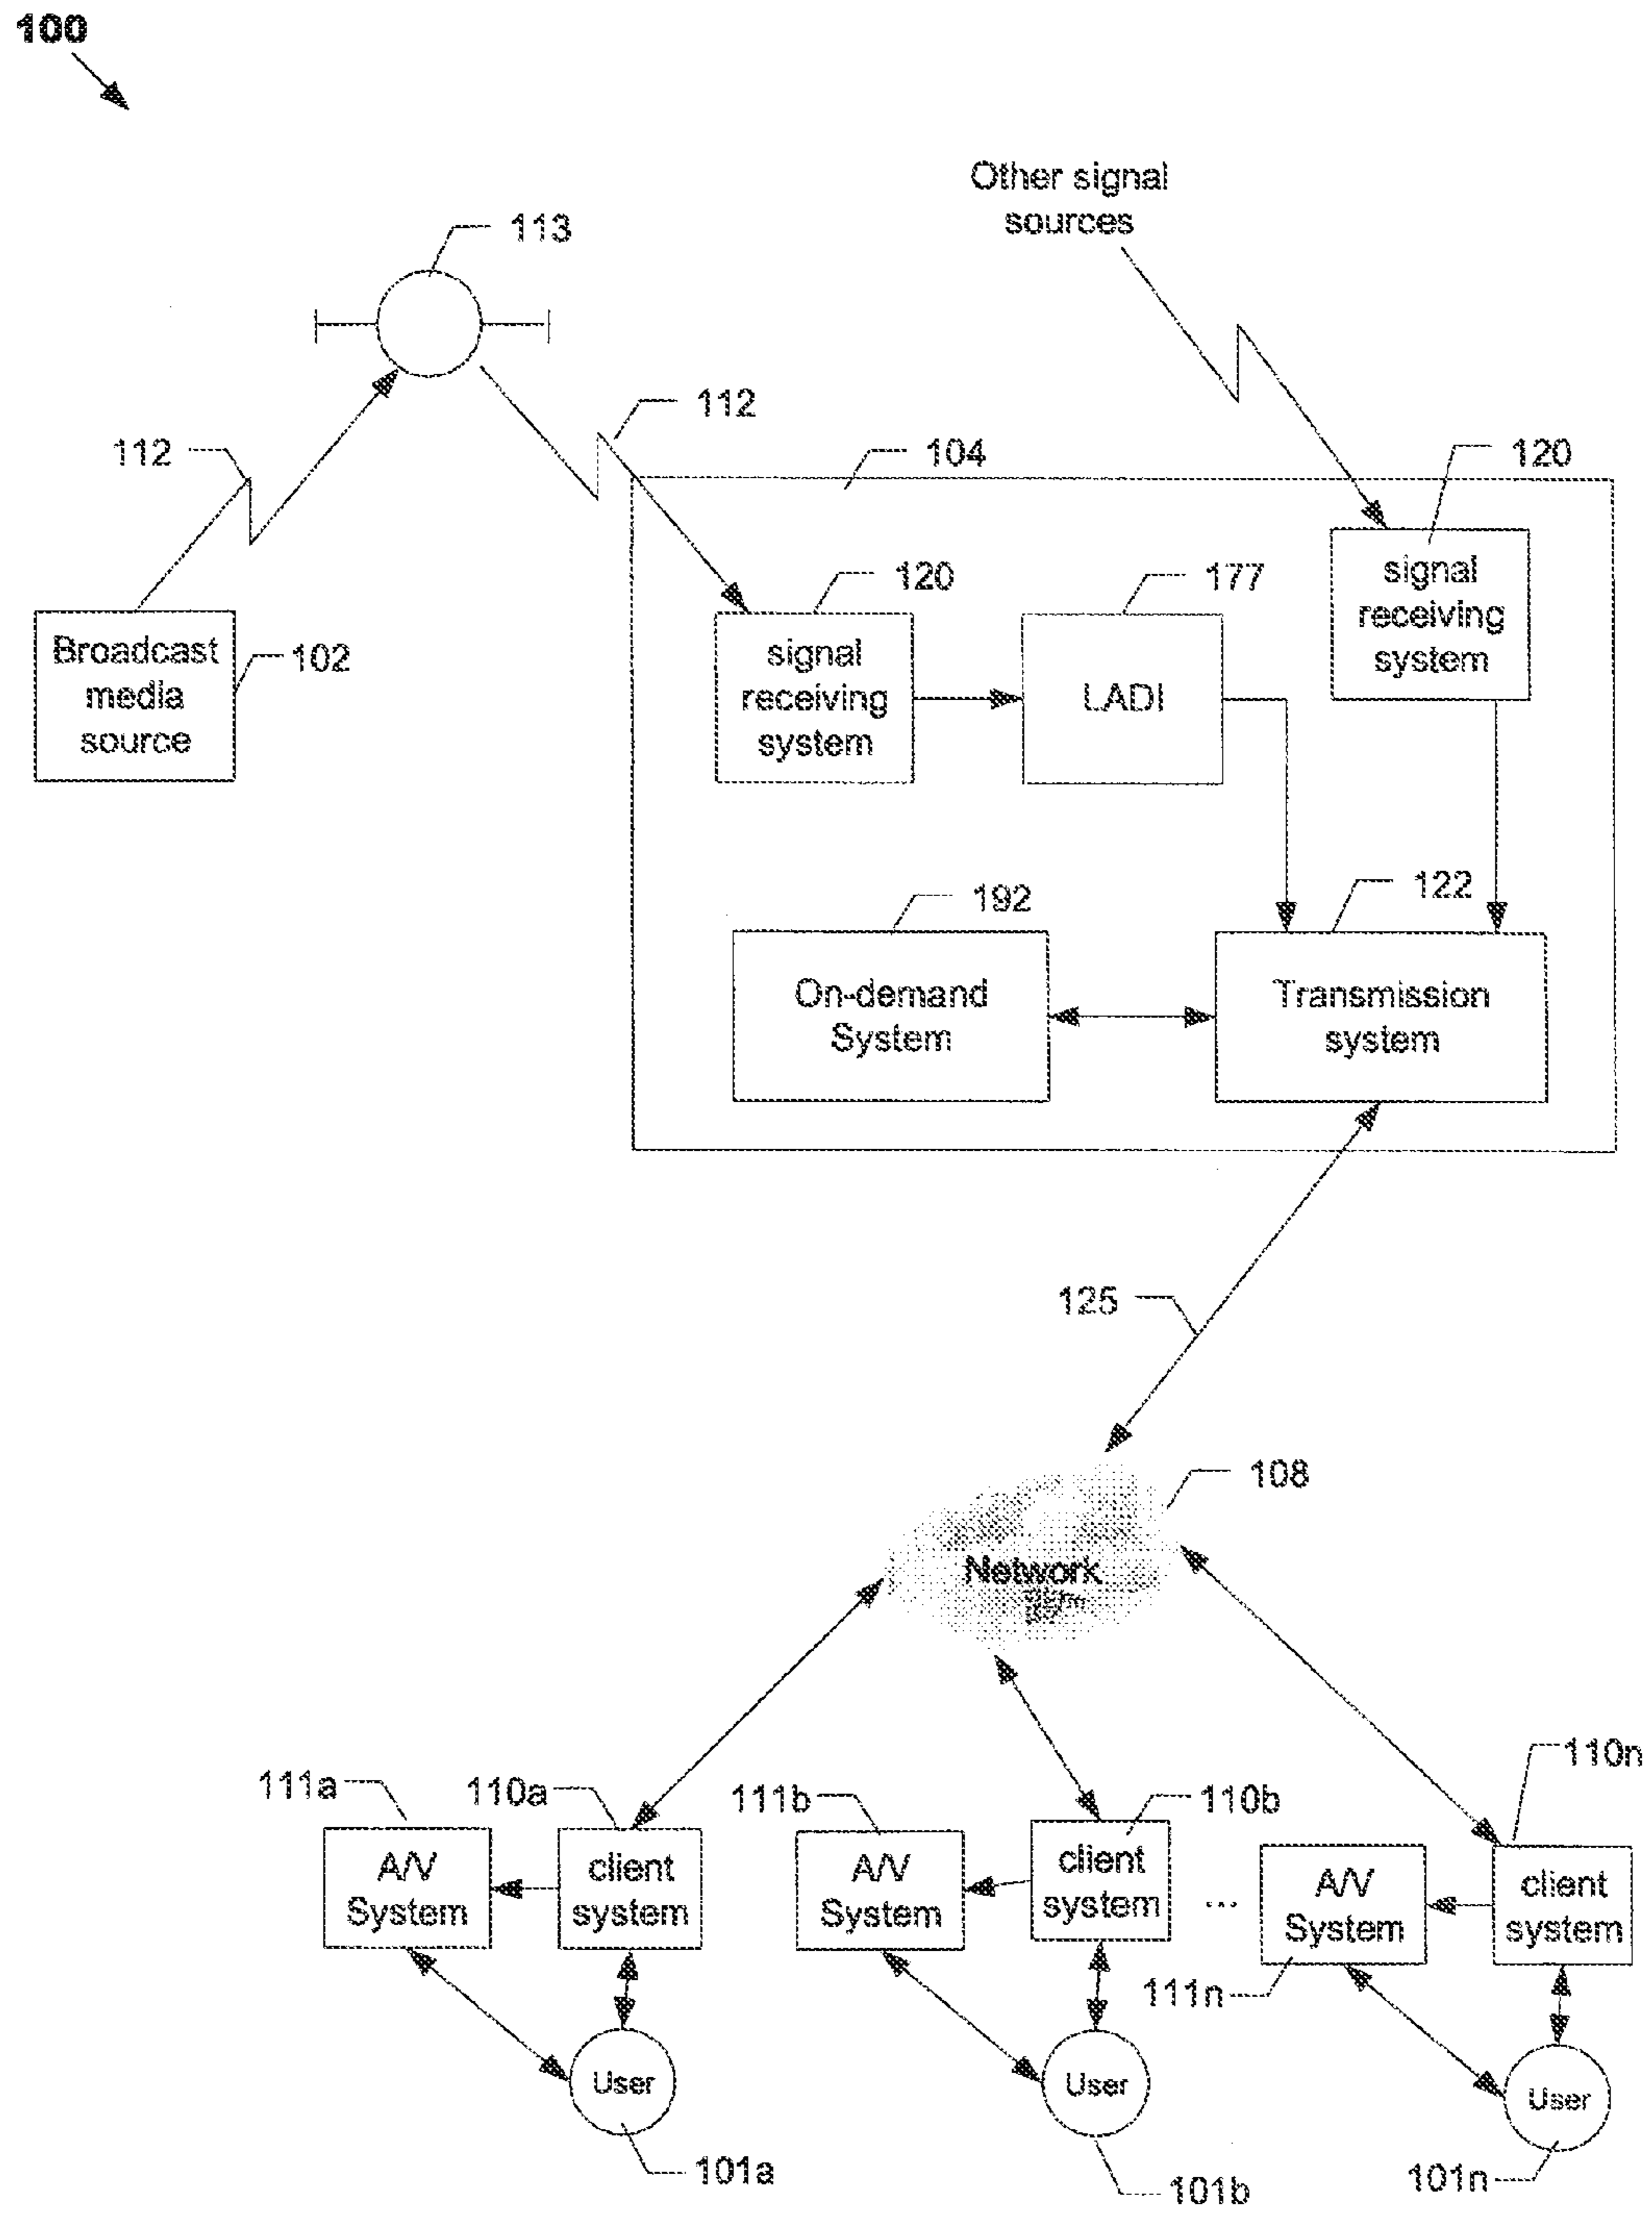 100
Other signal
sources
113
112
112
104
120
120
177
signal
receiving
system
Broadcast
media
source
102
signal
receiving
system
LADI
192
122
On-demand
System
Transmission
system
125
108
Network
111a
110a
111b
110b
110n
A/V
System
client
system
A/V
System
client
system
...
A/V
System
client
system
111n
User
User
User
101a
101b
101n